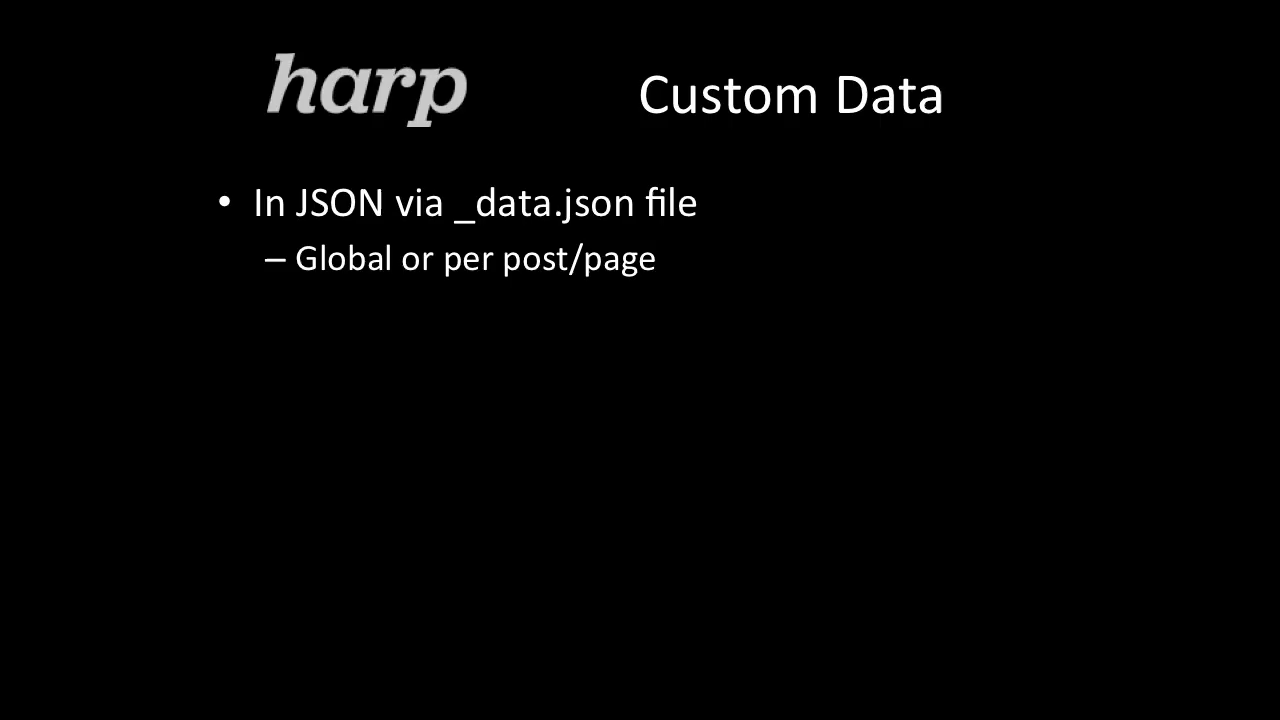 harp
Custom Data
• In JSON via _data.json file
– Global or per post/page